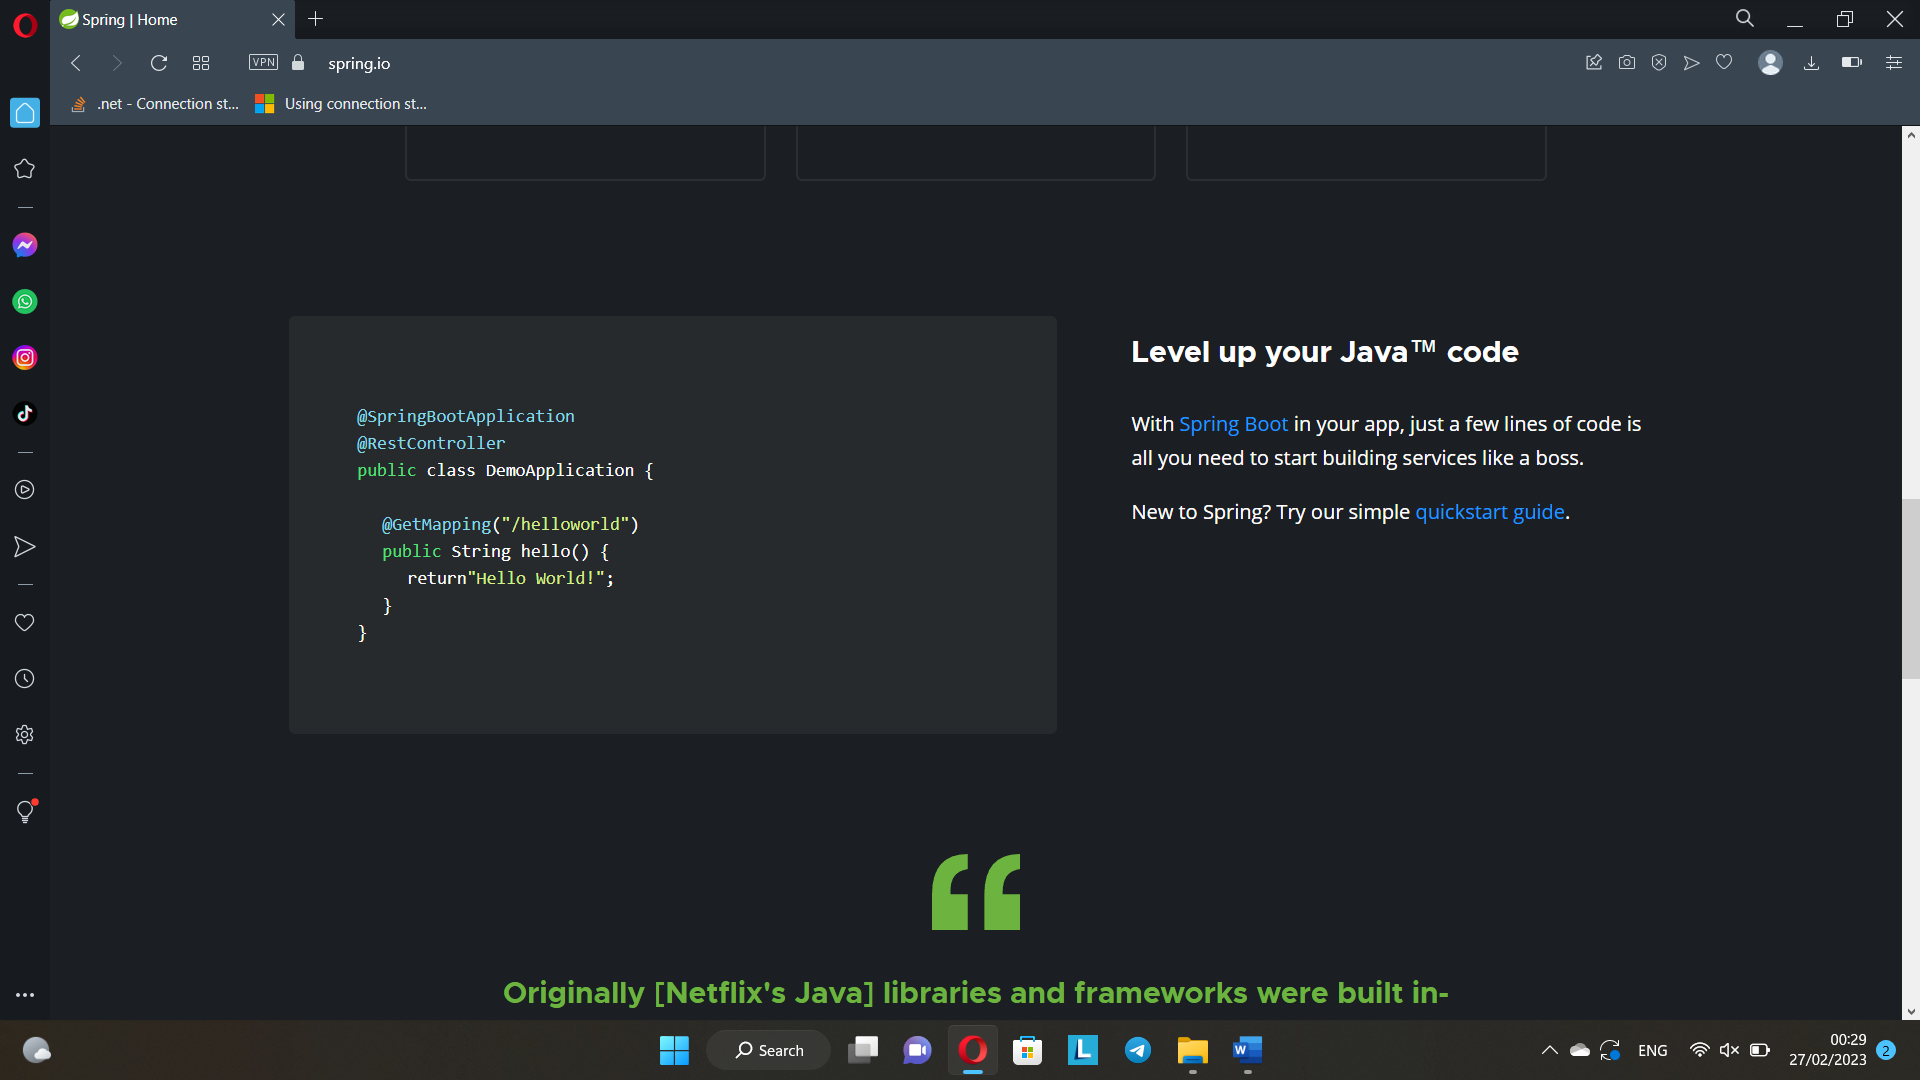 Spring | Home
VPN
spring.io
.net - Connection st...
Using connection st...
@SpringBootApplication
@RestController
public class DemoApplication {
@GetMapping("/helloworld")
public String hello() {
return"Hello World!";
}
}
Level up your Java™ code
With Spring Boot in your app, just a few lines of code is
all you need to start building services like a boss.
New to Spring? Try our simple quickstart guide.
“
Originally [Netflix's Java] libraries and frameworks were built in-
Search
L
W
ENG
00:29
27/02/2023
2